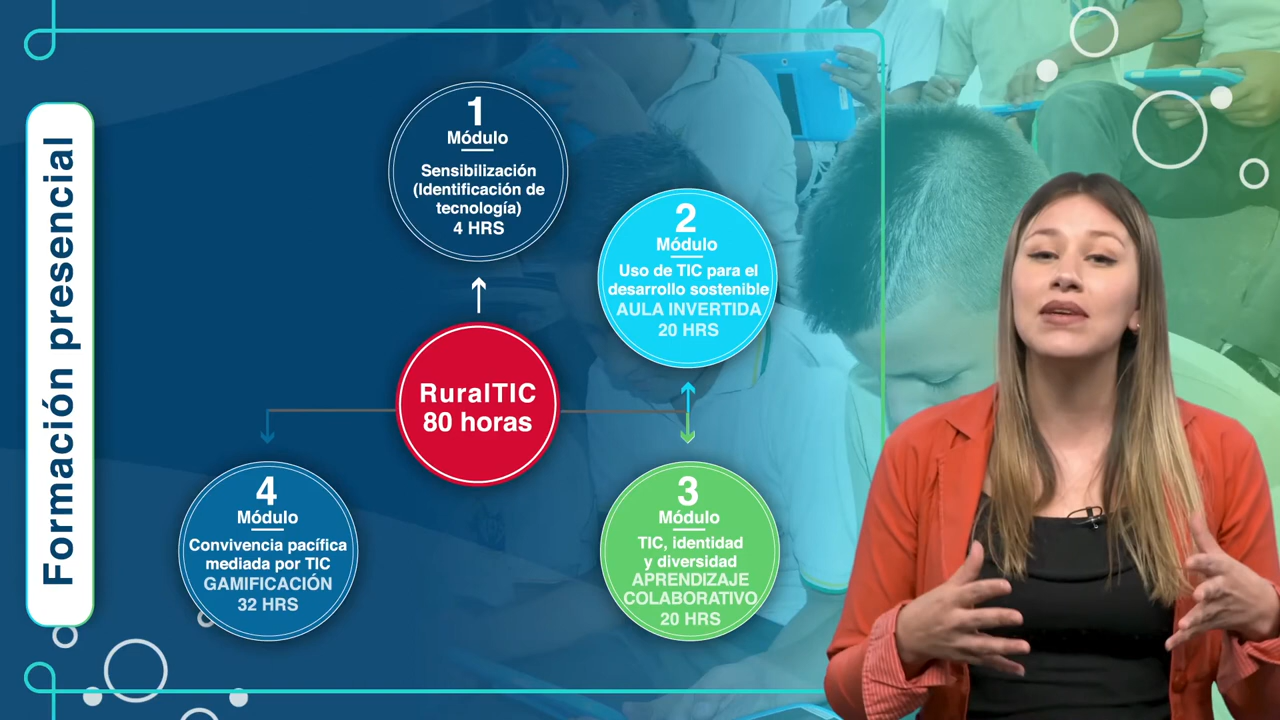 Formación presencial
1
Módulo
Sensibilización
(Identificación de
tecnología)
4 HRS
2
Módulo
Uso de TIC para el
desarrollo sostenible
AULA INVERTIDA
20 HRS
RuralTIC
80 horas
3
Módulo
TIC, identidad
y diversidad
APRENDIZAJE
COLABORATIVO
20 HRS
4
Módulo
Convivencia pacífica
mediada por TIC
GAMIFICACIÓN
32 HRS